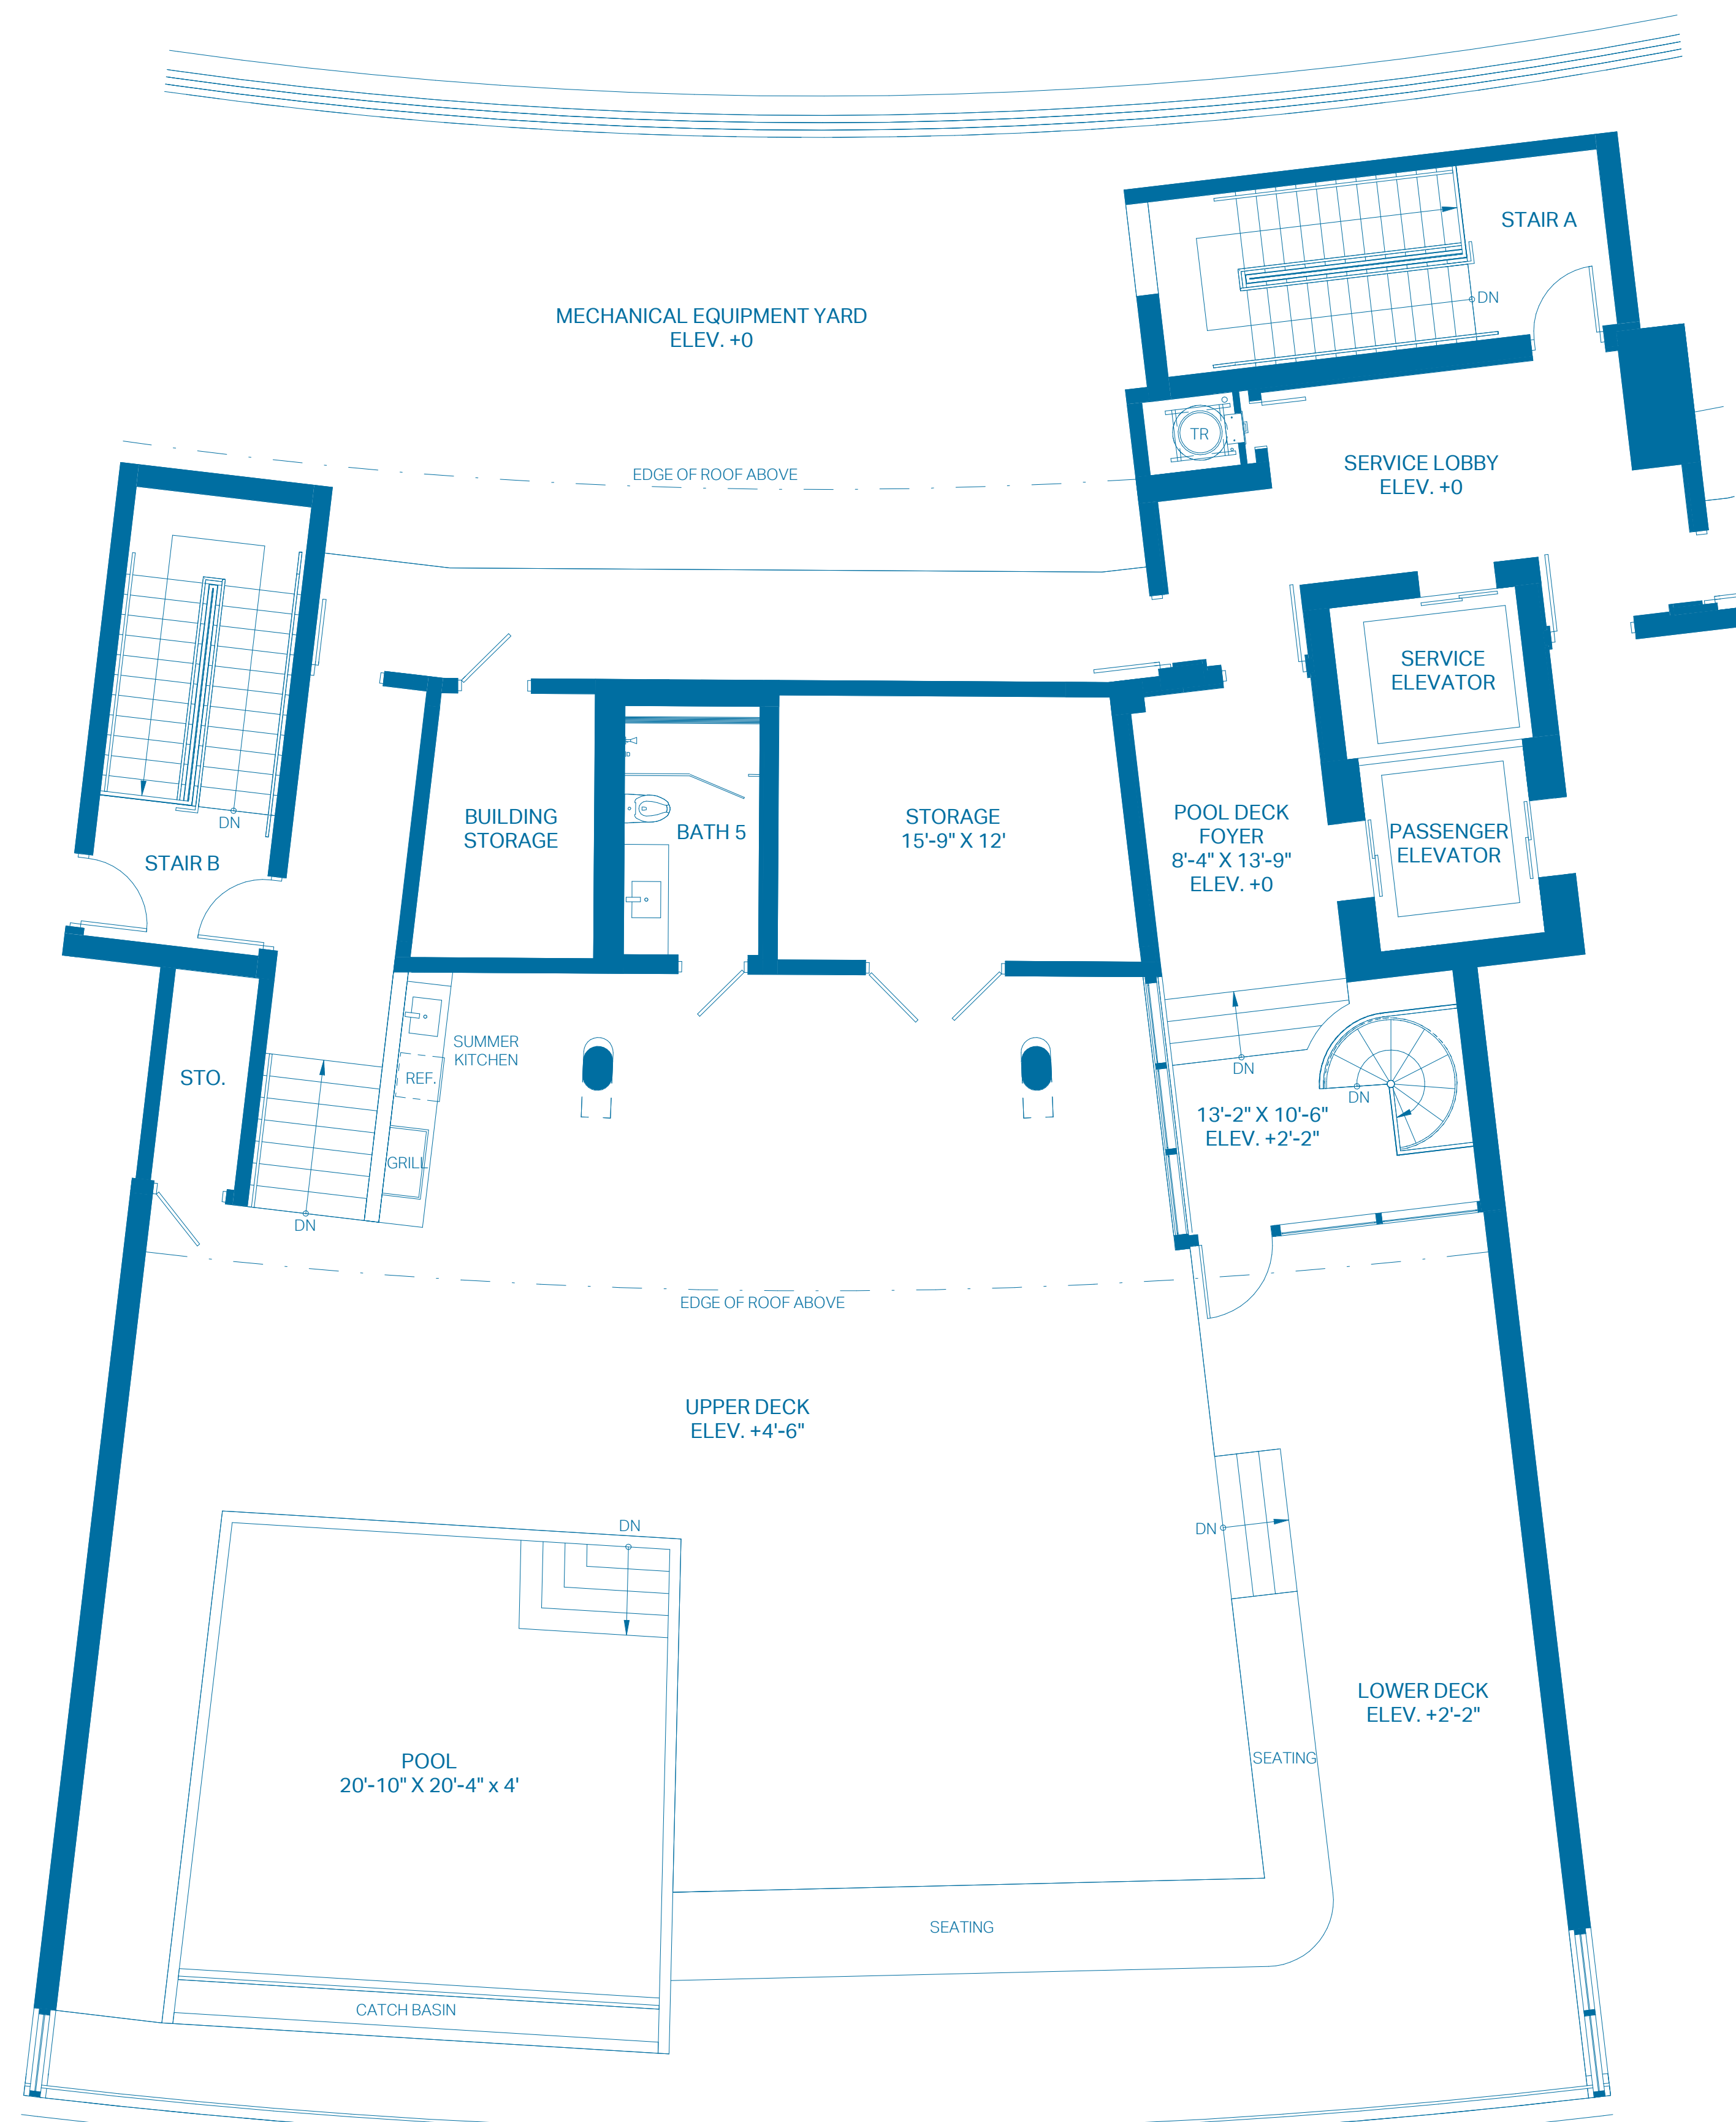 STAIR A
DN
MECHANICAL EQUIPMENT YARD
ELEV. +0
TR
SERVICE LOBBY
ELEV. +0
EDGE OF ROOF ABOVE
SERVICE
ELEVATOR
BUILDING
STORAGE
BATH 5
STORAGE
15'-9" X 12'
POOL DECK
FOYER
8'-4" X 13'-9"
ELEV. +0
PASSENGER
ELEVATOR
DN
STAIR B
SUMMER
KITCHEN
STO.
REF.
DN
DN
13'-2" X 10'-6"
ELEV. +2'-2"
GRILL
DN
EDGE OF ROOF ABOVE
UPPER DECK
ELEV. +4'-6"
DN
DN
LOWER DECK
ELEV. +2'-2"
POOL
20'-10" X 20'-4" x 4'
SEATING
SEATING
CATCH BASIN